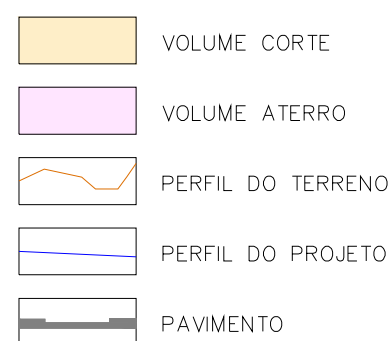 VOLUME CORTE
VOLUME ATERRO
PERFIL DO TERRENO
PERFIL DO PROJETO
PAVIMENTO